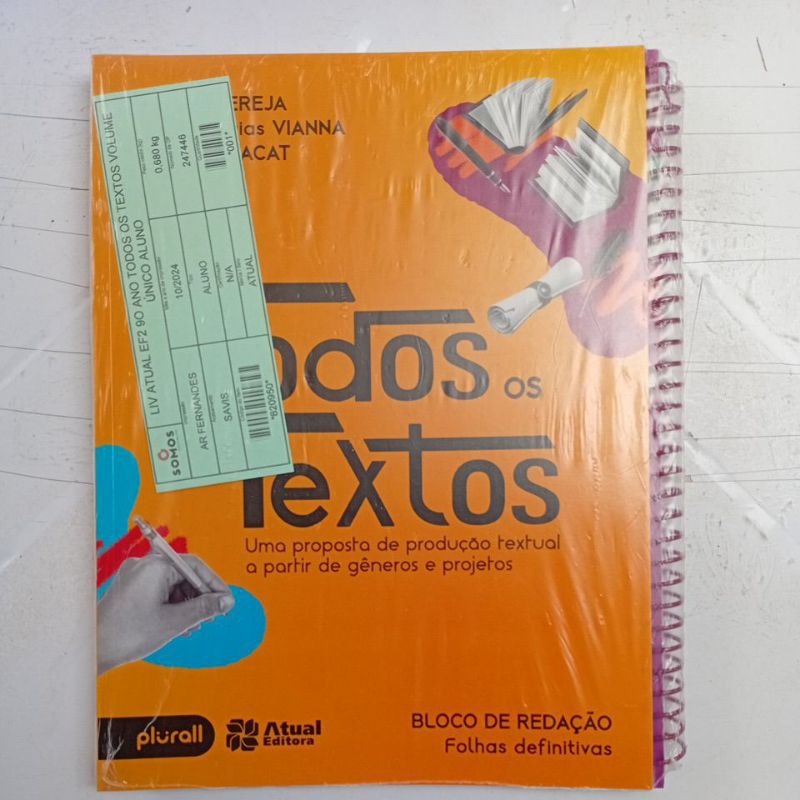 EREJA
ias VIANNA
ACAT
LIV ATUAL EF2 9O ANO TODOS OS TEXTOS VOLUME
ÚNICO ALUNO
0,680 kg
247446
*001*
10/2024
Tipo
ALUNO
N/A
ATUAL
SOMOS
AR FERNANDES
SAVIS
*620950*
Todos os
Textos
Uma proposta de produção textual
a partir de gêneros e projetos
BLOCO DE REDAÇÃO
Folhas definitivas
plurall
Atual
Editora